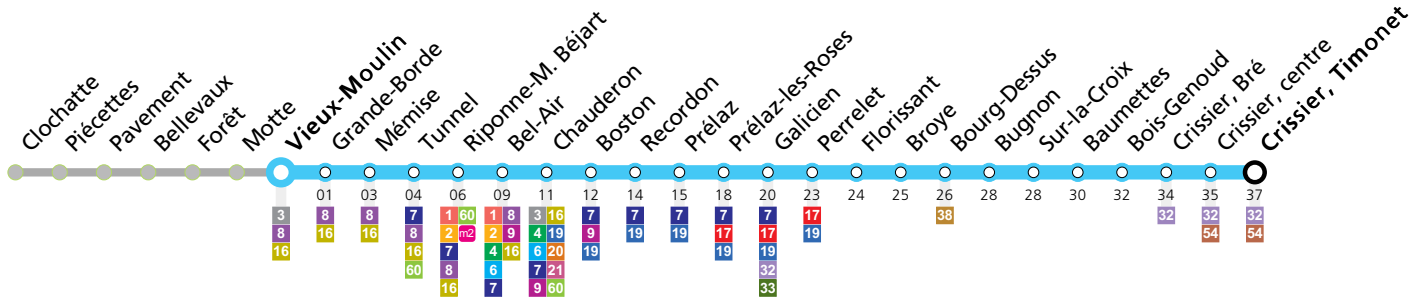 Clochatte
Piécettes
Pavement
Bellevaux
Forêt
Motte
Vieux-Moulin
Grande-Borde
Mémise
Tunnel
Riponne-M. Béjart
Bel-Air
Chauderon
Boston
Recordon
Prélaz
Prélaz-les-Roses
Galicien
Perrelet
Florissant
Broye
Bourg-Dessus
Bugnon
Sur-la-Croix
Baumettes
Bois-Genoud
Crissier, Bré
Crissier, centre
Crissier, Timonet
01 03 04 06 09 11 12 14 15 18 20 23 24 25 26 28 28 30 32 34 35 37
3 8 8 7 1 60 1 8 3 16 7 7 7 7 7 17 38 32 32 32
8 16 16 8 2 m2 2 9 4 19 9 19 19 17 17 19 54 54
16 16 7 4 16 6 20 19 19 19
60 8 6 7 21 32
16 7 9 60 33